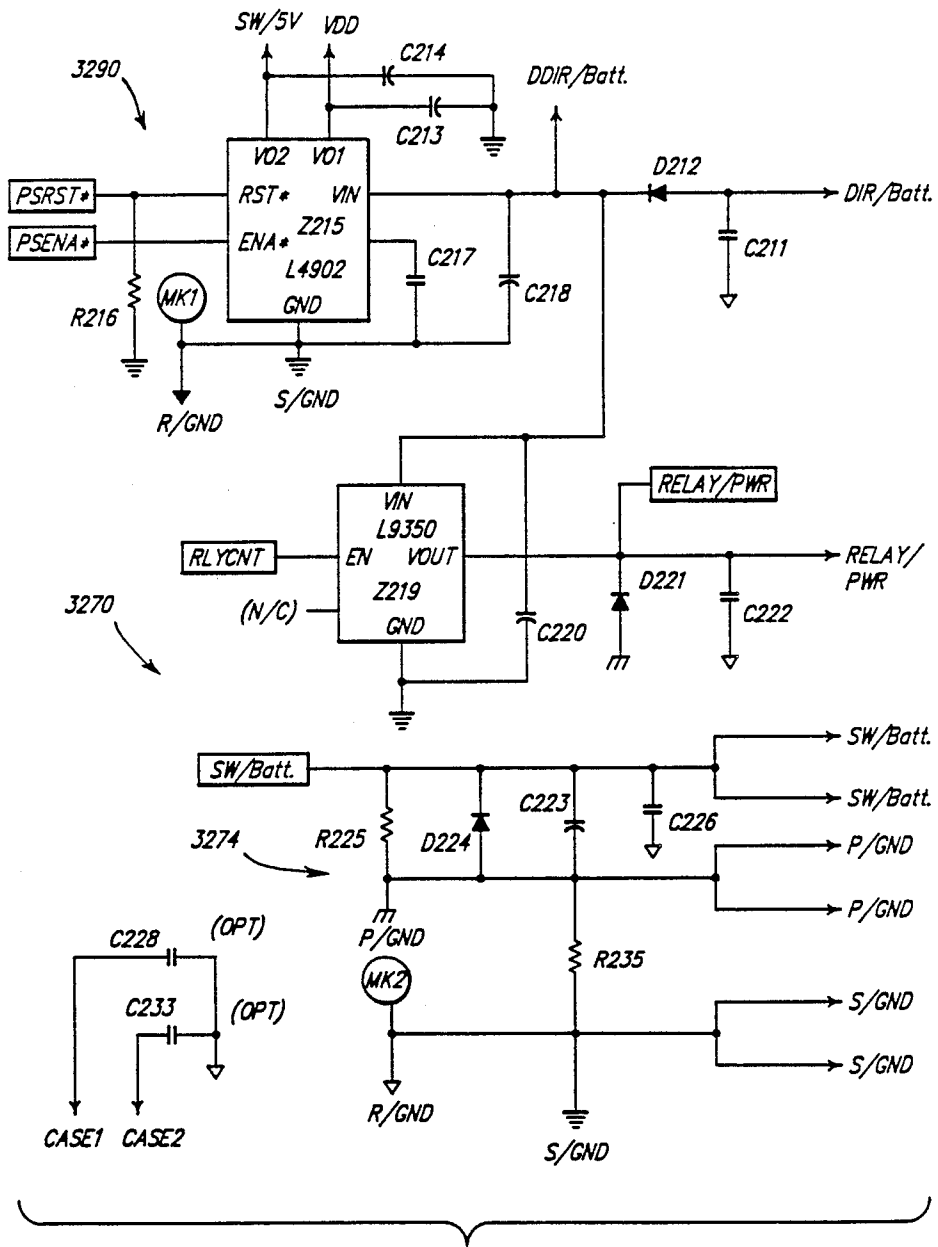 SW/5V VDD
C214
3290
DDIR/Batt.
C213
VO2 VO1
D212
PSRST*
RST* VIN
DIR/Batt.
Z215
PSENA*
ENA*
C217
C211
L4902
C218
MK1
R216
GND
S/GND
R/GND
RELAY/PWR
VIN
L9350
RLYCNT
EN VOUT
RELAY/
PWR
D221
Z219
3270
(N/C)
C222
GND
C220
SW/Batt.
SW/Batt.
SW/Batt.
C223
R225
D224
C226
3274
P/GND
P/GND
P/GND
(OPT)
C228
R235
MK2
C233
(OPT)
S/GND
S/GND
R/GND
CASE1 CASE2
S/GND